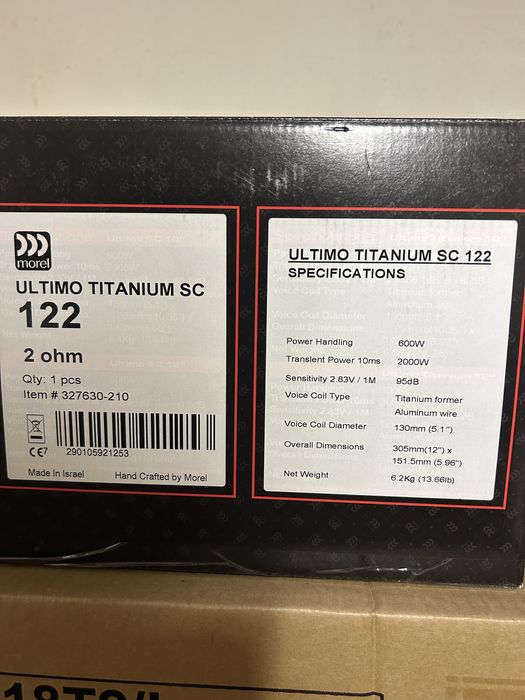 morel
ULTIMO TITANIUM SC
122
2 ohm
Qty: 1 pcs
Item # 327630-210
CE
290105921253
Made In Israel Hand Crafted by Morel
ULTIMO TITANIUM SC 122
SPECIFICATIONS
Power Handling 600W
Transient Power 10ms 2000W
Sensitivity 2.83V / 1M 95dB
Voice Coil Type Titanium former
Aluminum wire
Voice Coil Diameter 130mm (5.1")
Overall Dimensions 305mm(12") x
151.5mm (5.96")
Net Weight 6.2Kg (13.66lb)